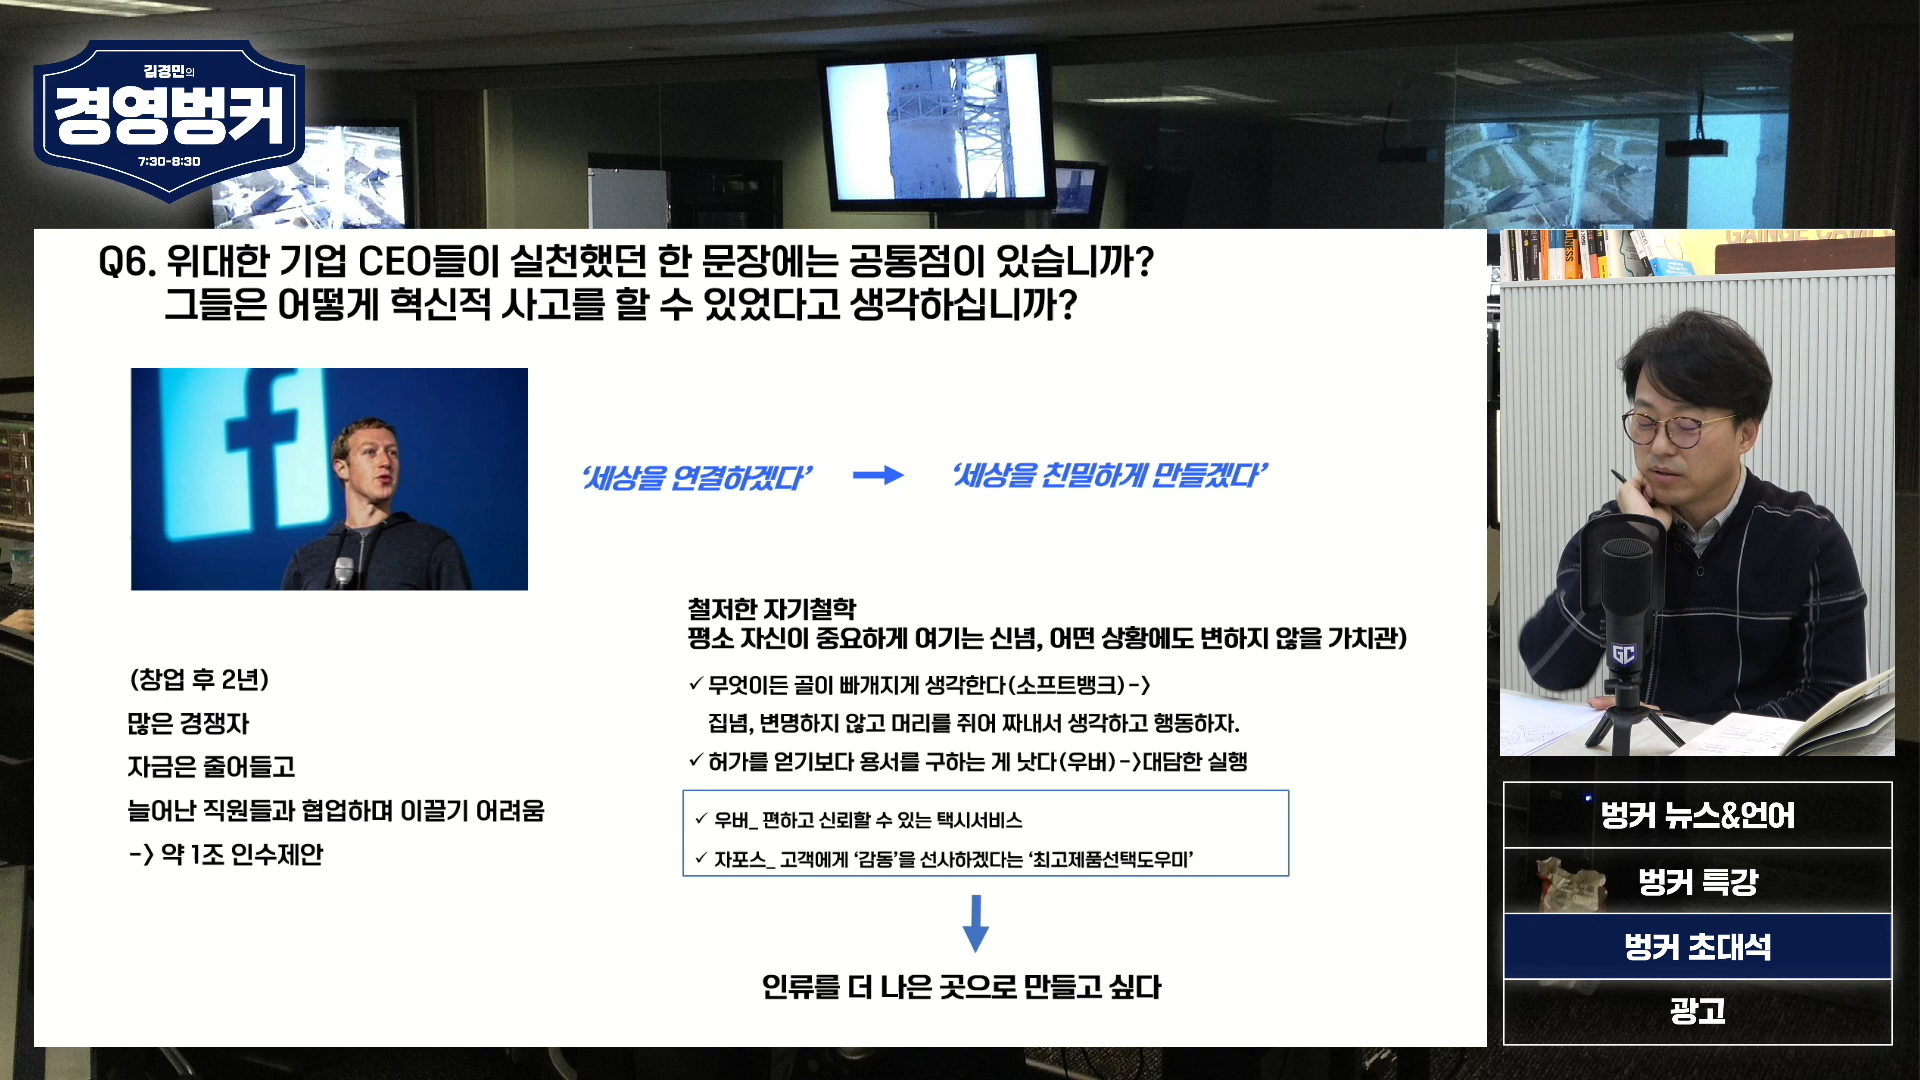 김경민의
경영벙커
7:30-8:30
Q6. 위대한 기업 CEO들이 실천했던 한 문장에는 공통점이 있습니까?
그들은 어떻게 혁신적 사고를 할 수 있었다고 생각하십니까?
f
‘세상을 연결하겠다’
‘세상을 친밀하게 만들겠다’
(창업 후 2년)
많은 경쟁자
자금은 줄어들고
늘어난 직원들과 협업하며 이끌기 어려움
-> 약 1조 인수제안
철저한 자기철학
평소 자신이 중요하게 여기는 신념, 어떤 상황에도 변하지 않을 가치관)
✓ 무엇이든 골이 빠개지게 생각한다(소프트뱅크) ->
집념, 변명하지 않고 머리를 쥐어 짜내서 생각하고 행동하자.
✓ 허가를 얻기보다 용서를 구하는 게 낫다(우버) ->대담한 실행
✓ 우버_ 편하고 신뢰할 수 있는 택시서비스
✓ 자포스_ 고객에게 ‘감동’을 선사하겠다는 ‘최고제품선택도우미’
인류를 더 나은 곳으로 만들고 싶다
GC
벙커 뉴스&언어
벙커 특강
벙커 초대석
광고